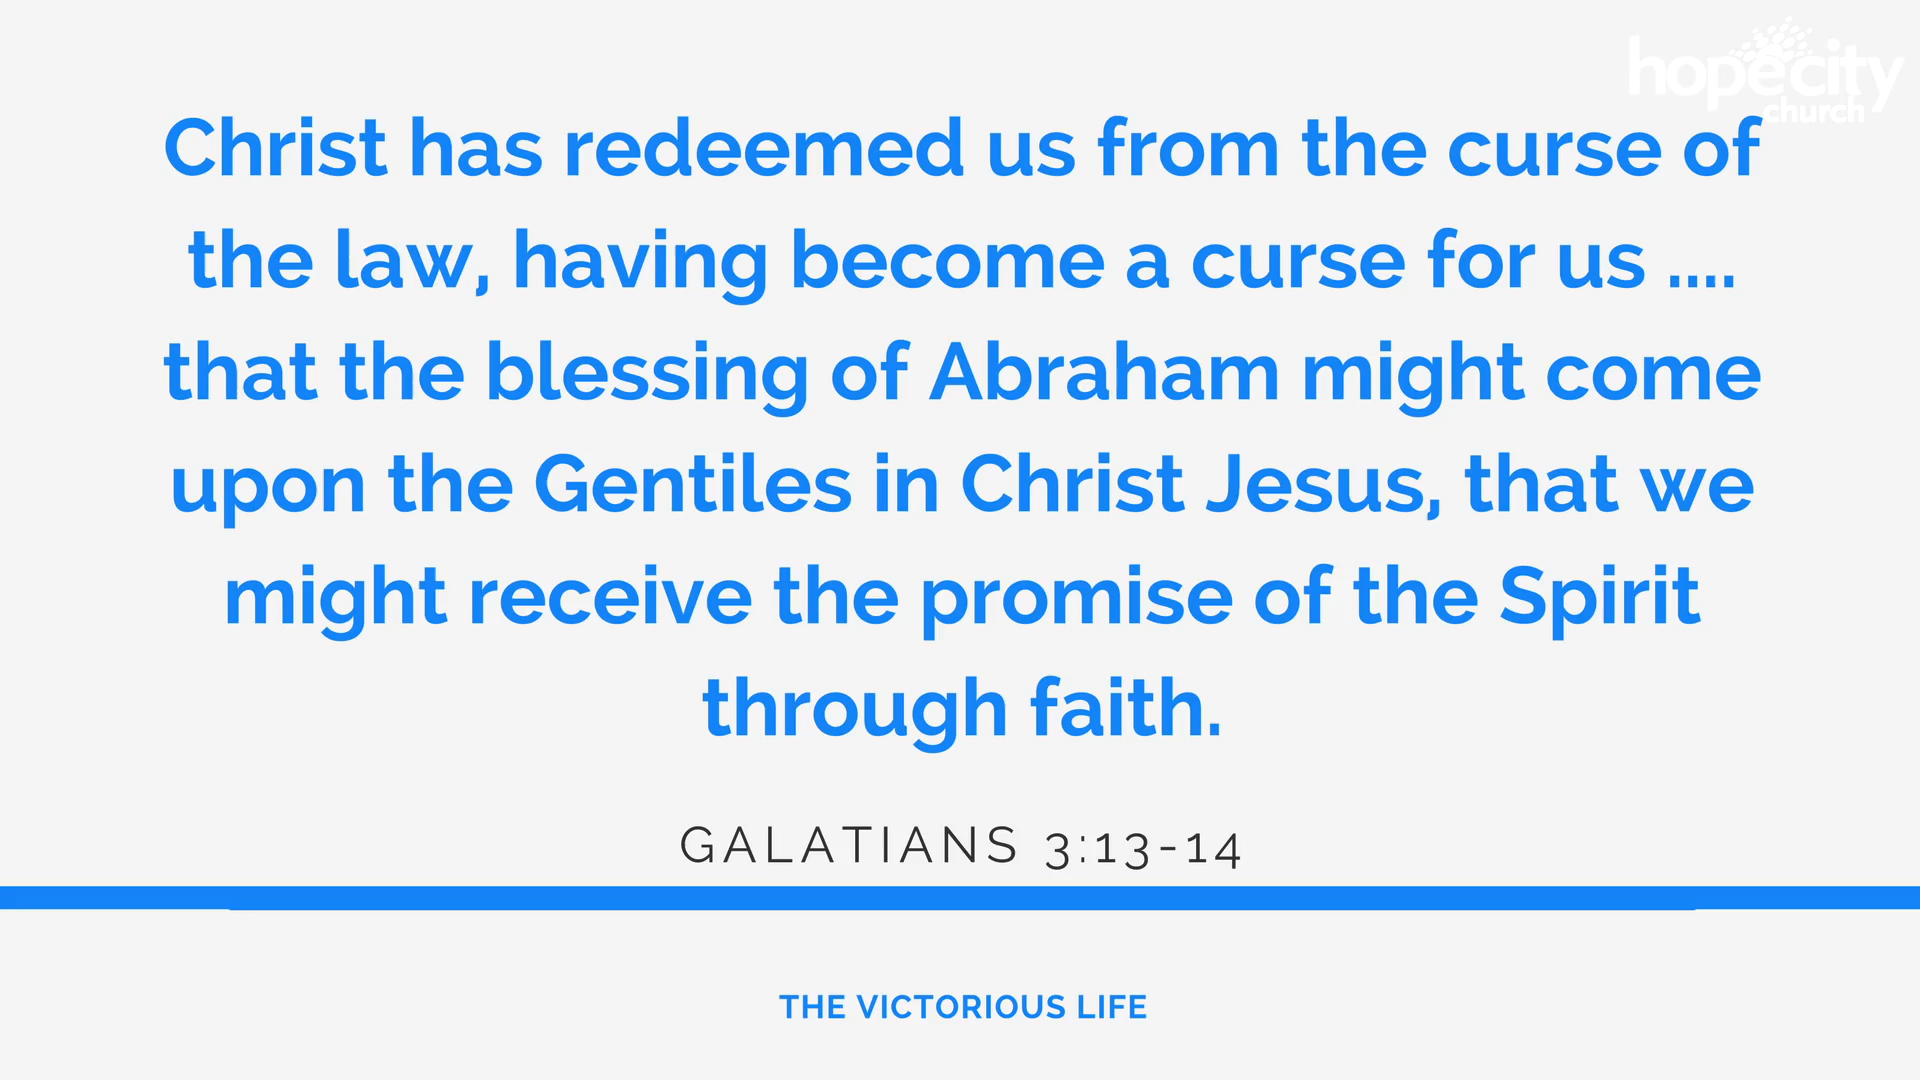 hopecity
church
Christ has redeemed us from the curse of
the law, having become a curse for us ....
that the blessing of Abraham might come
upon the Gentiles in Christ Jesus, that we
might receive the promise of the Spirit
through faith.
GALATIANS 3:13-14
THE VICTORIOUS LIFE